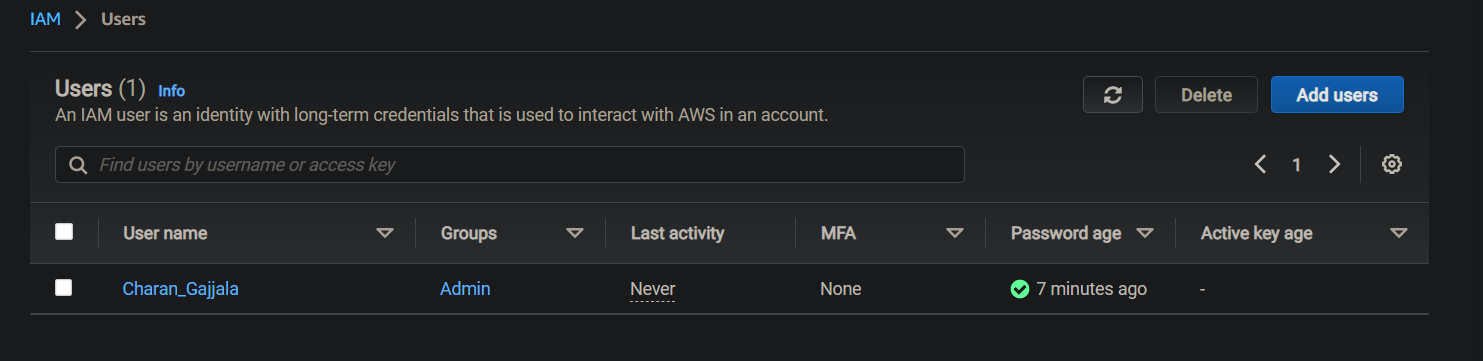 IAM > Users
Users (1) Info
An IAM user is an identity with long-term credentials that is used to interact with AWS in an account.
Delete
Add users
Find users by username or access key
1
User name Groups Last activity MFA Password age Active key age
Charan_Gajjala Admin Never None 7 minutes ago -